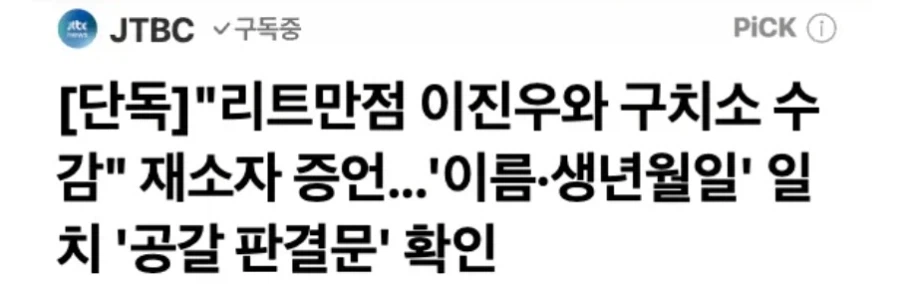 jtbc news JTBC ✓구독중 PiCK ⓘ
[단독]"리트만점 이진우와 구치소 수
감" 재소자 증언...'이름·생년월일' 일
치 '공갈 판결문' 확인